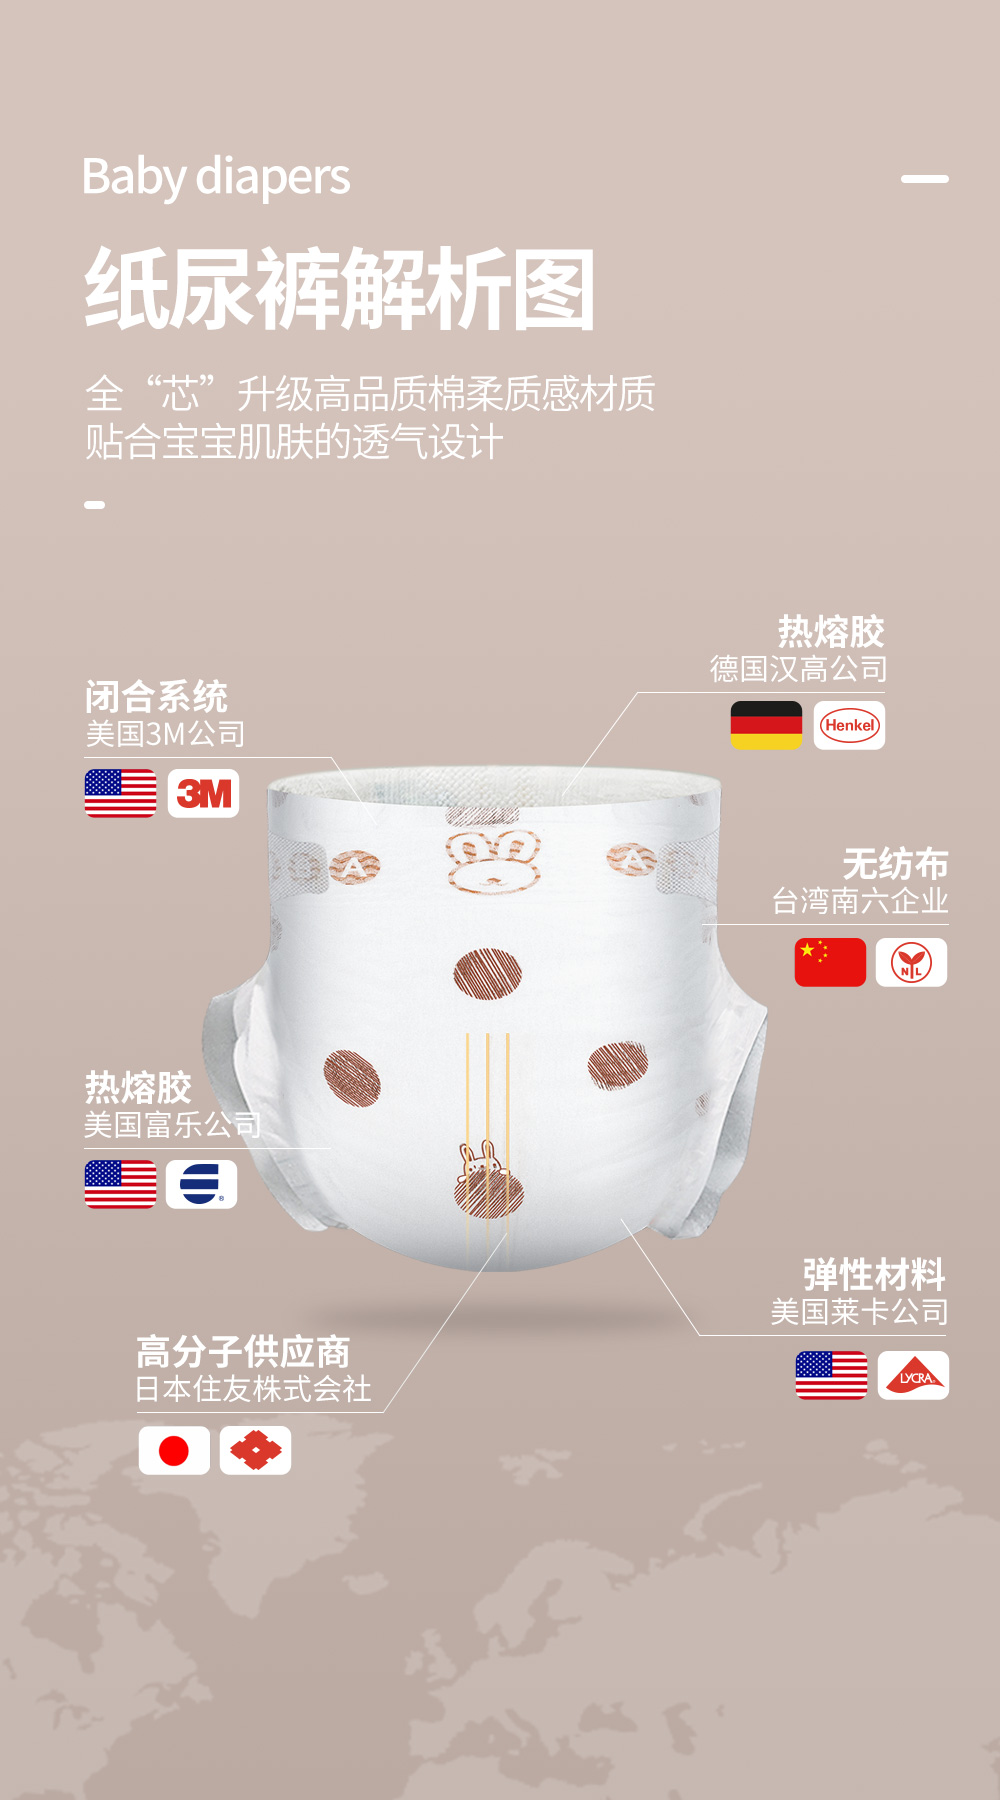 Baby diapers
纸尿裤解析图
全“芯”升级高品质棉柔质感材质
贴合宝宝肌肤的透气设计
热熔胶
德国汉高公司
Henkel
闭合系统
美国3M公司
3M
A
A
无纺布
台湾南六企业
N L
热熔胶
美国富乐公司
®
弹性材料
美国莱卡公司
LYCRA
高分子供应商
日本住友株式会社